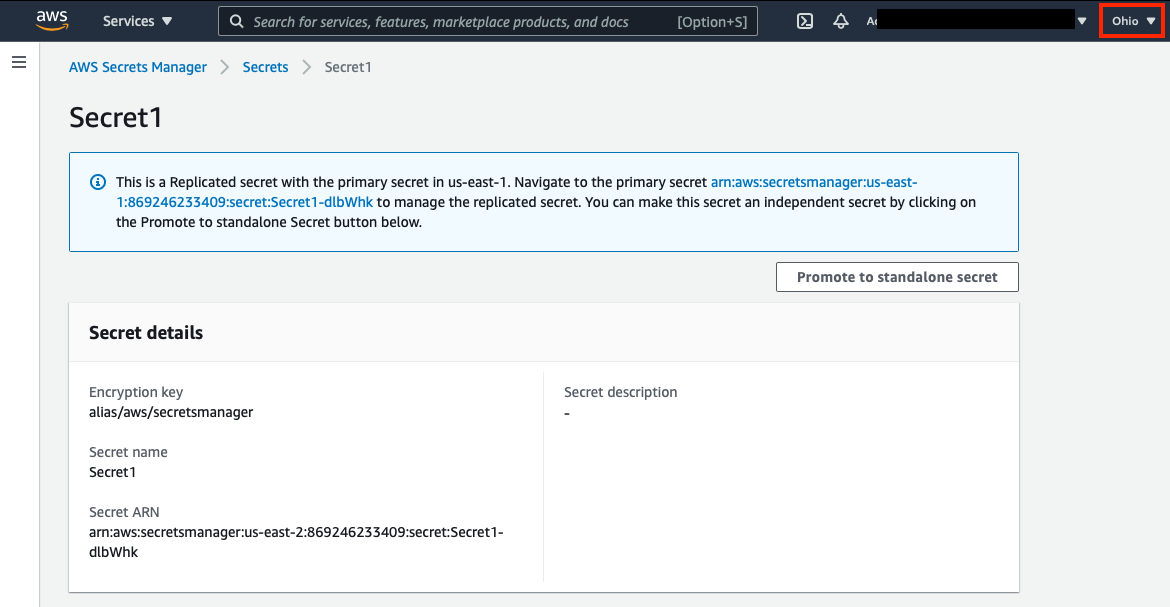 aws Services Search for services, features, marketplace products, and docs [Option+S] Ohio
AWS Secrets Manager Secrets Secret1
Secret1
This is a Replicated secret with the primary secret in us-east-1. Navigate to the primary secret arn:aws:secretsmanager:us-east-
1:869246233409:secret:Secret1-dlbWhk to manage the replicated secret. You can make this secret an independent secret by clicking on
the Promote to standalone Secret button below.
Promote to standalone secret
Secret details
Encryption key
alias/aws/secretsmanager
Secret name
Secret1
Secret ARN
arn:aws:secretsmanager:us-east-2:869246233409:secret:Secret1-
dlbWhk
Secret description
-